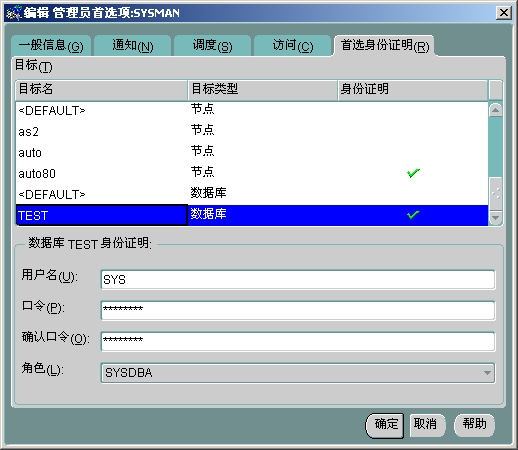 编辑 管理员首选项:SYSMAN
一般信息(G) 通知(N) 调度(S) 访问(C) 首选身份证明(R)
目标(T)
目标名 目标类型 身份证明
<DEFAULT> 节点
as2 节点
auto 节点
auto80 节点
<DEFAULT> 数据库
TEST 数据库
数据库 TEST 身份证明:
用户名(U): SYS
口令(P): ********
确认口令(O): ********
角色(L): SYSDBA
确定 取消 帮助